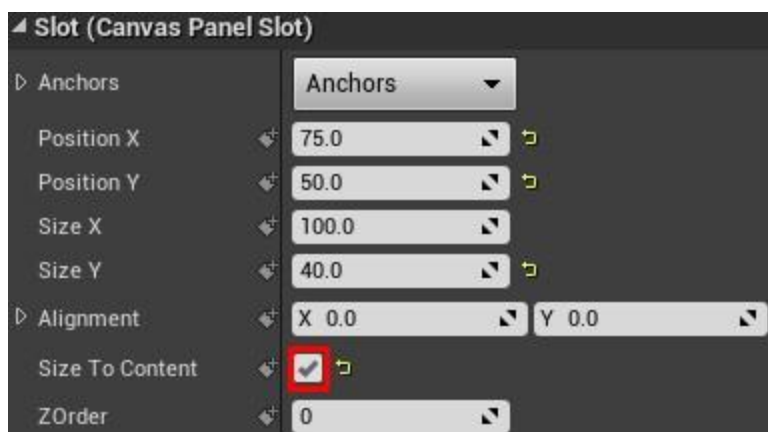 Slot (Canvas Panel Slot)
Anchors Anchors
Position X 75.0
Position Y 50.0
Size X 100.0
Size Y 40.0
Alignment X 0.0 Y 0.0
Size To Content
ZOrder 0